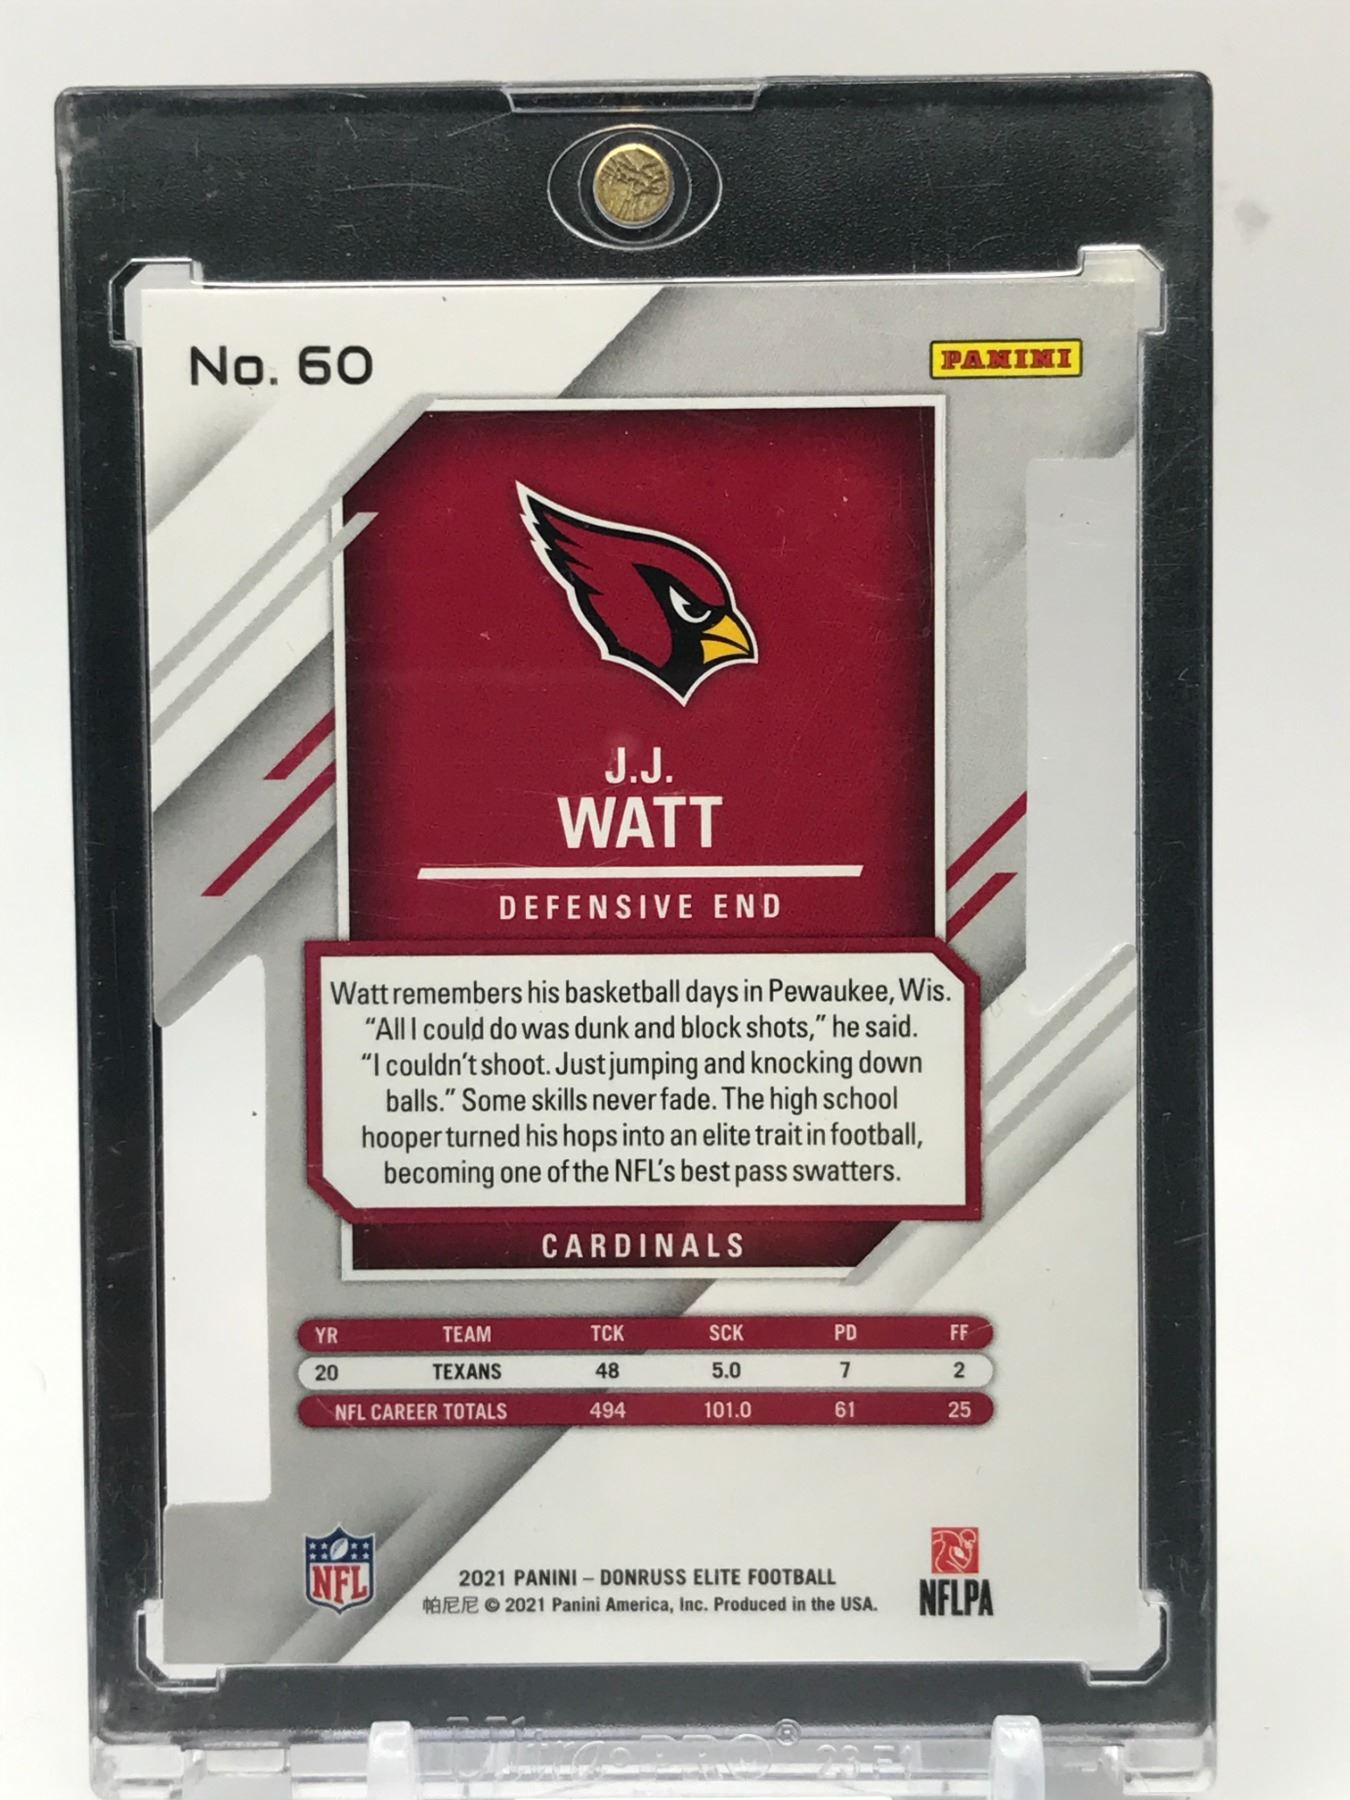 No. 60
PANINI
J.J.
WATT
DEFENSIVE END
Watt remembers his basketball days in Pewaukee, Wis.
“All I could do was dunk and block shots,” he said.
“I couldn’t shoot. Just jumping and knocking down
balls.” Some skills never fade. The high school
hooper turned his hops into an elite trait in football,
becoming one of the NFL’s best pass swatters.
CARDINALS
YR TEAM TCK SCK PD FF
20 TEXANS 48 5.0 7 2
NFL CAREER TOTALS 494 101.0 61 25
NFL
2021 PANINI – DONRUSS ELITE FOOTBALL
帕尼尼 © 2021 Panini America, Inc. Produced in the USA.
NFLPA
Ultra•PRO®